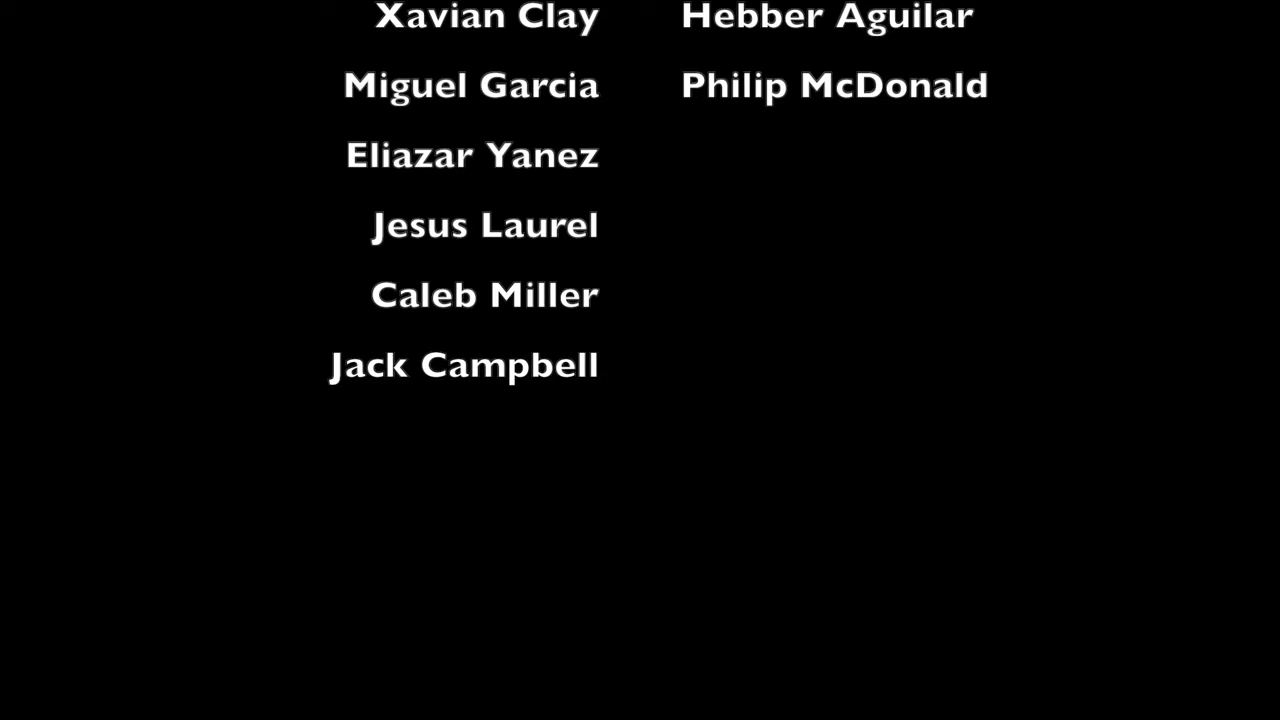 Xavian Clay Hebber Aguilar
Miguel Garcia Philip McDonald
Eliazar Yanez
Jesus Laurel
Caleb Miller
Jack Campbell